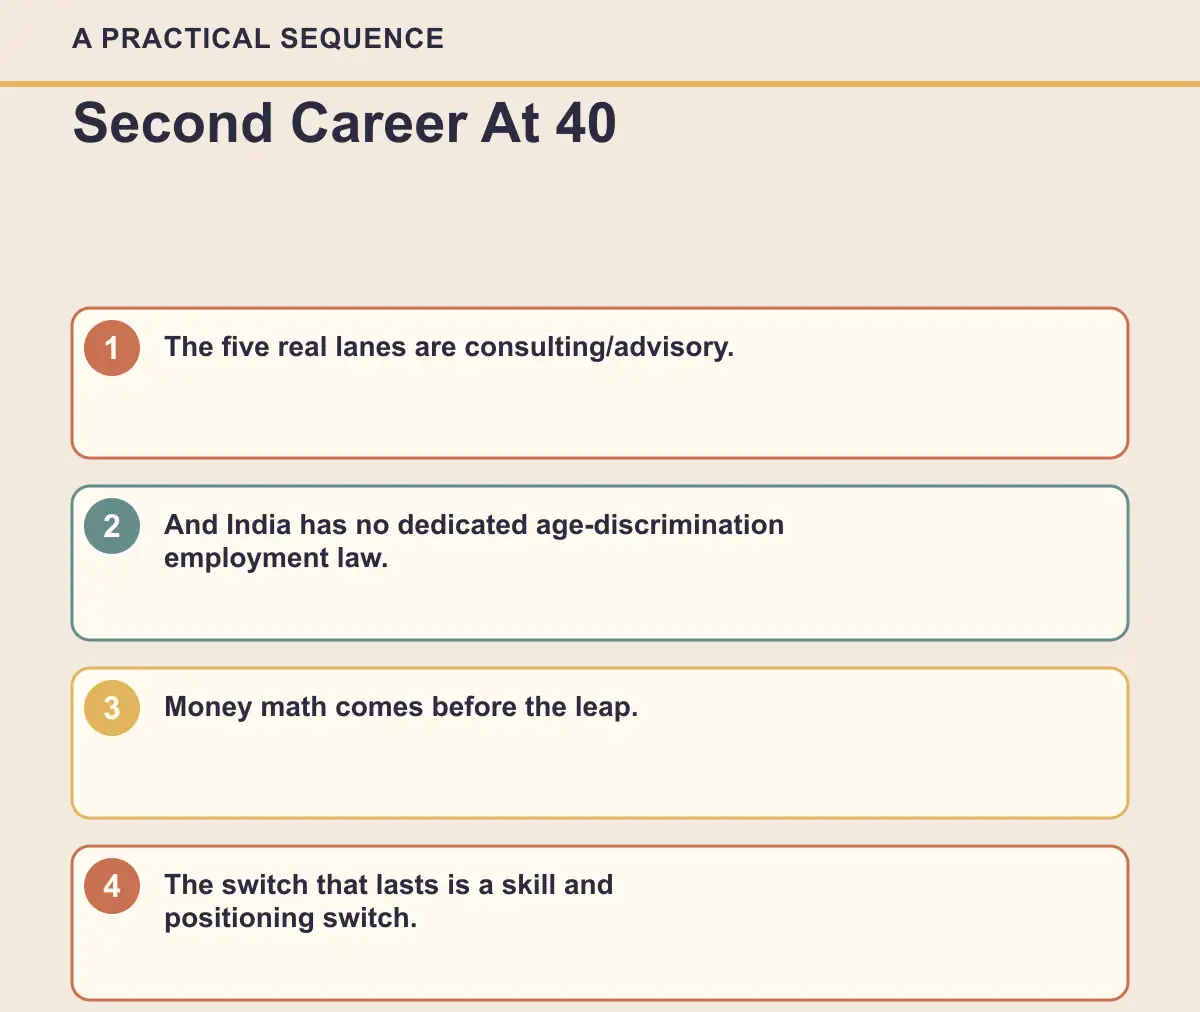 A PRACTICAL SEQUENCE
Second Career At 40
1
The five real lanes are consulting/advisory.
2
And India has no dedicated age-discrimination
employment law.
3
Money math comes before the leap.
4
The switch that lasts is a skill and
positioning switch.